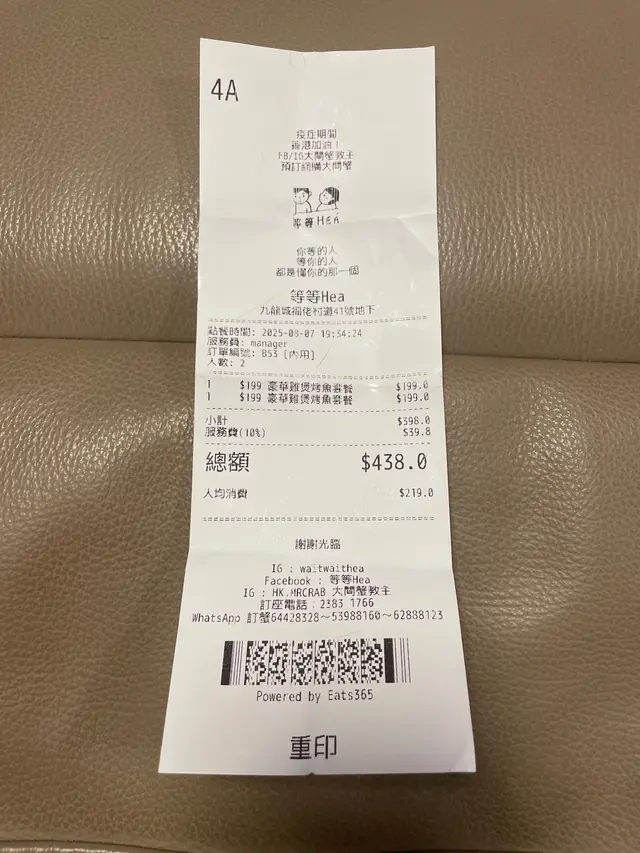 4A
疫症期間
香港加油！
FB/IG大閘蟹教主
預訂網購大閘蟹
等等HEA
你等的人
等你的人
都是懂你的那一個
等等Hea
九龍城福佬村道41號地下
點餐時間: 2025-08-07 19:34:24
服務員: manager
訂單編號: B53 [內用]
人數: 2
1 $199 豪華雞煲烤魚套餐 $199.0
1 $199 豪華雞煲烤魚套餐 $199.0
小計 $398.0
服務費(10%) $39.8
總額 $438.0
人均消費 $219.0
謝謝光臨
IG : waitwaithea
Facebook : 等等Hea
IG : HK.MRCRAB 大閘蟹教主
訂座電話：2383 1766
WhatsApp 訂蟹64428328～53988160～62888123
Powered by Eats365
重印